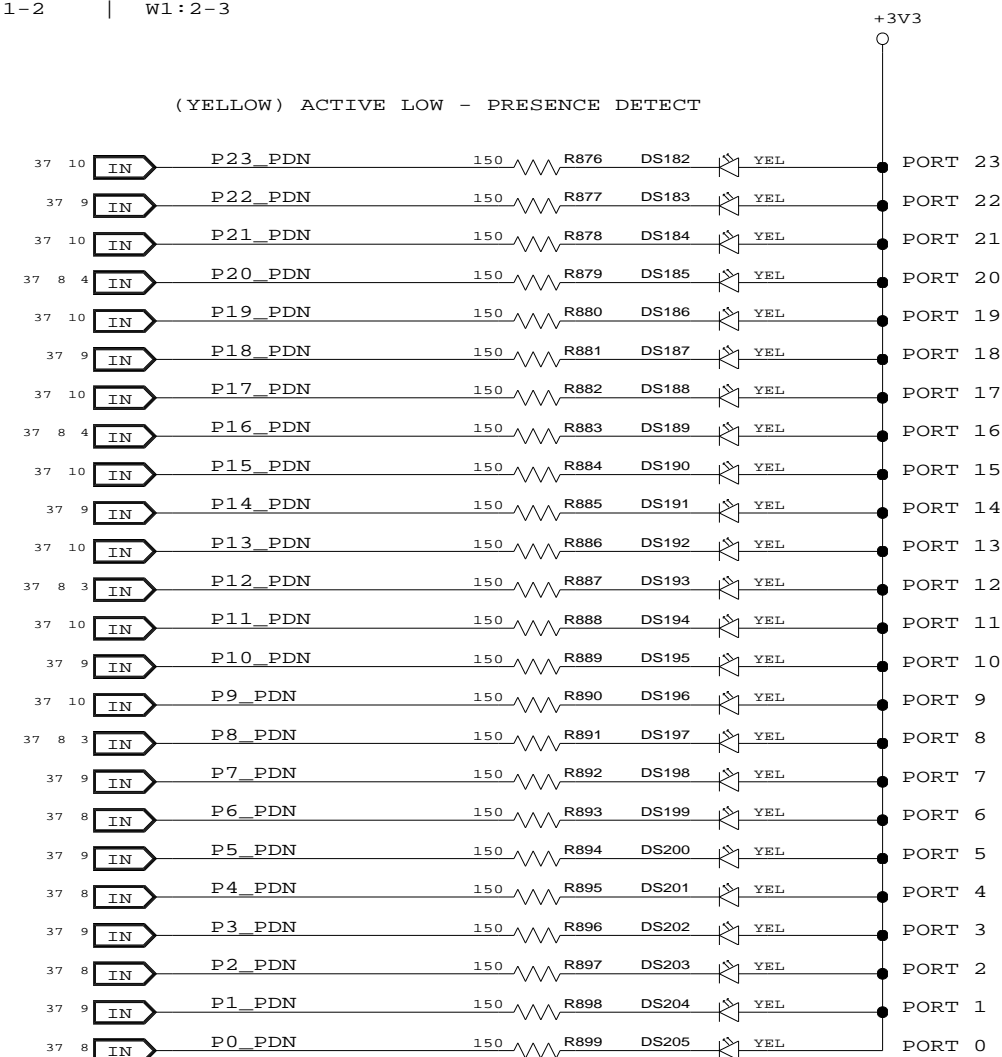 1-2 | W1:2-3
+3V3
(YELLOW) ACTIVE LOW - PRESENCE DETECT
37 10 IN P23_PDN 150 R876 DS182 YEL PORT 23
37 9 IN P22_PDN 150 R877 DS183 YEL PORT 22
37 10 IN P21_PDN 150 R878 DS184 YEL PORT 21
37 8 4 IN P20_PDN 150 R879 DS185 YEL PORT 20
37 10 IN P19_PDN 150 R880 DS186 YEL PORT 19
37 9 IN P18_PDN 150 R881 DS187 YEL PORT 18
37 10 IN P17_PDN 150 R882 DS188 YEL PORT 17
37 8 4 IN P16_PDN 150 R883 DS189 YEL PORT 16
37 10 IN P15_PDN 150 R884 DS190 YEL PORT 15
37 9 IN P14_PDN 150 R885 DS191 YEL PORT 14
37 10 IN P13_PDN 150 R886 DS192 YEL PORT 13
37 8 3 IN P12_PDN 150 R887 DS193 YEL PORT 12
37 10 IN P11_PDN 150 R888 DS194 YEL PORT 11
37 9 IN P10_PDN 150 R889 DS195 YEL PORT 10
37 10 IN P9_PDN 150 R890 DS196 YEL PORT 9
37 8 3 IN P8_PDN 150 R891 DS197 YEL PORT 8
37 9 IN P7_PDN 150 R892 DS198 YEL PORT 7
37 8 IN P6_PDN 150 R893 DS199 YEL PORT 6
37 9 IN P5_PDN 150 R894 DS200 YEL PORT 5
37 8 IN P4_PDN 150 R895 DS201 YEL PORT 4
37 9 IN P3_PDN 150 R896 DS202 YEL PORT 3
37 8 IN P2_PDN 150 R897 DS203 YEL PORT 2
37 9 IN P1_PDN 150 R898 DS204 YEL PORT 1
37 8 IN P0_PDN 150 R899 DS205 YEL PORT 0